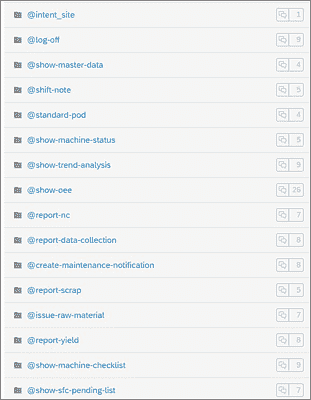 @intent_site 1
@log-off 9
@show-master-data 4
@shift-note 5
@standard-pod 4
@show-machine-status 5
@show-trend-analysis 9
@show-oee 26
@report-nc 7
@report-data-collection 8
@create-maintenance-notification 8
@report-scrap 5
@issue-raw-material 7
@report-yield 8
@show-machine-checklist 9
@show-sfc-pending-list 7